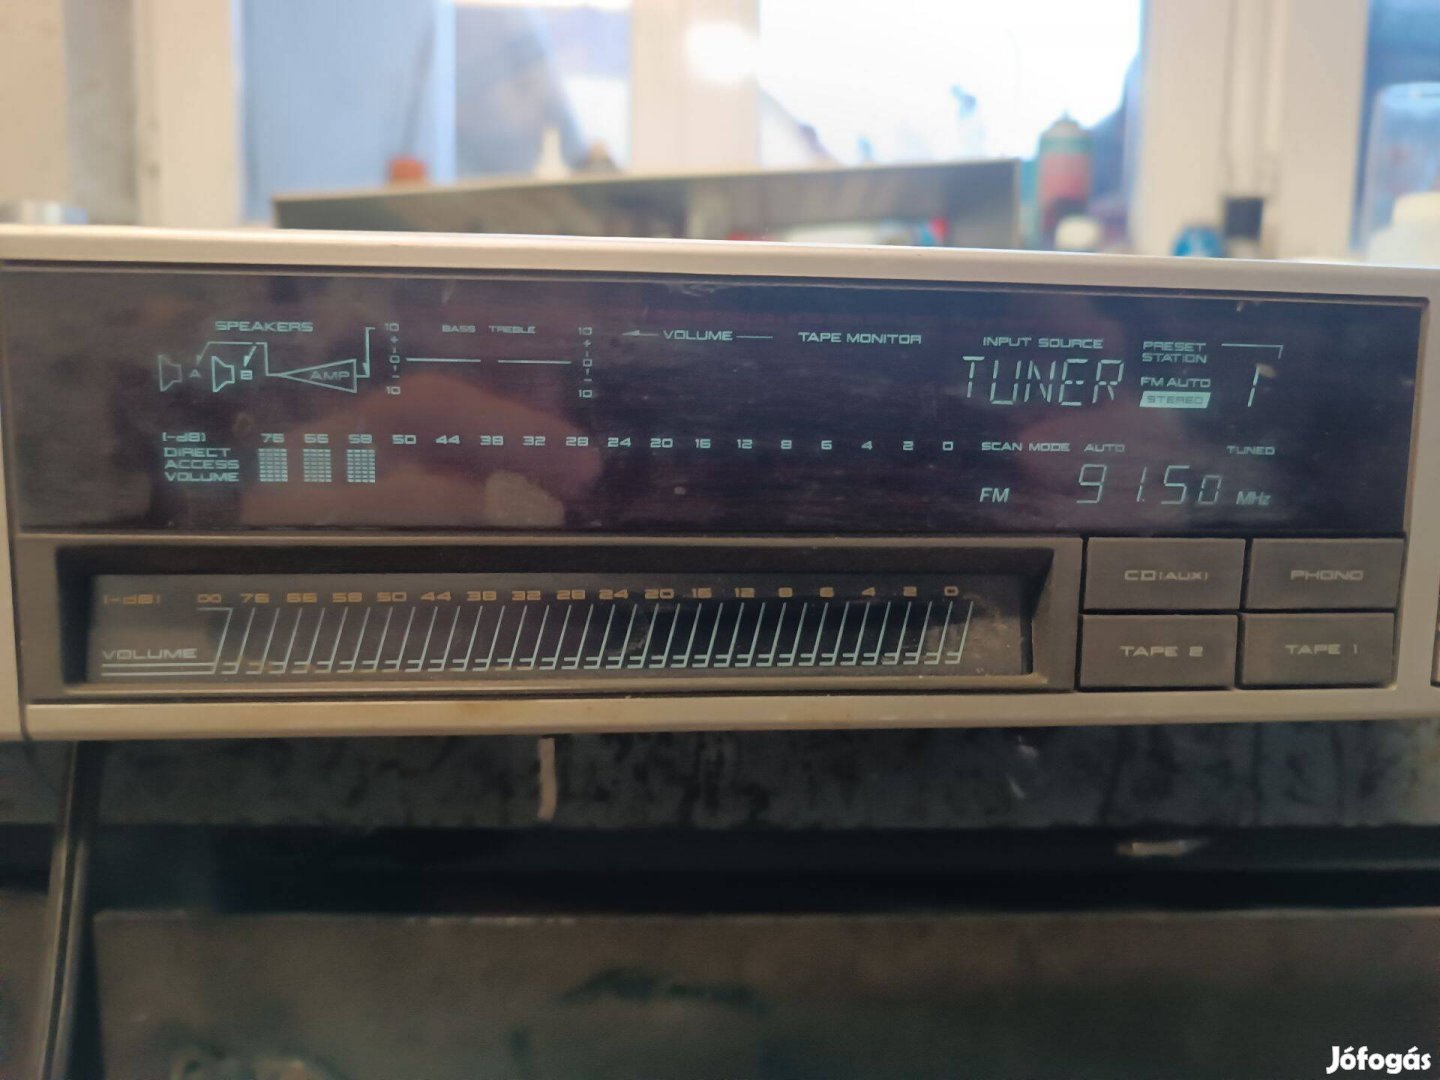 SPEAKERS
A B AMP
10 + 0 - 10
BASS TREBLE
10 + 0 - 10
VOLUME
TAPE MONITOR
INPUT SOURCE
TUNER
PRESET
STATION
FM AUTO
STEREO
1
(-dB) 76 66 58 50 44 38 32 28 24 20 16 12 8 6 4 2 0
DIRECT
ACCESS
VOLUME
SCAN MODE AUTO TUNED
FM 91.50 MHz
(-dB) ∞ 76 66 58 50 44 38 32 28 24 20 16 12 8 6 4 2 0
VOLUME
CD(AUX) PHONO
TAPE 2 TAPE 1
Jófogás